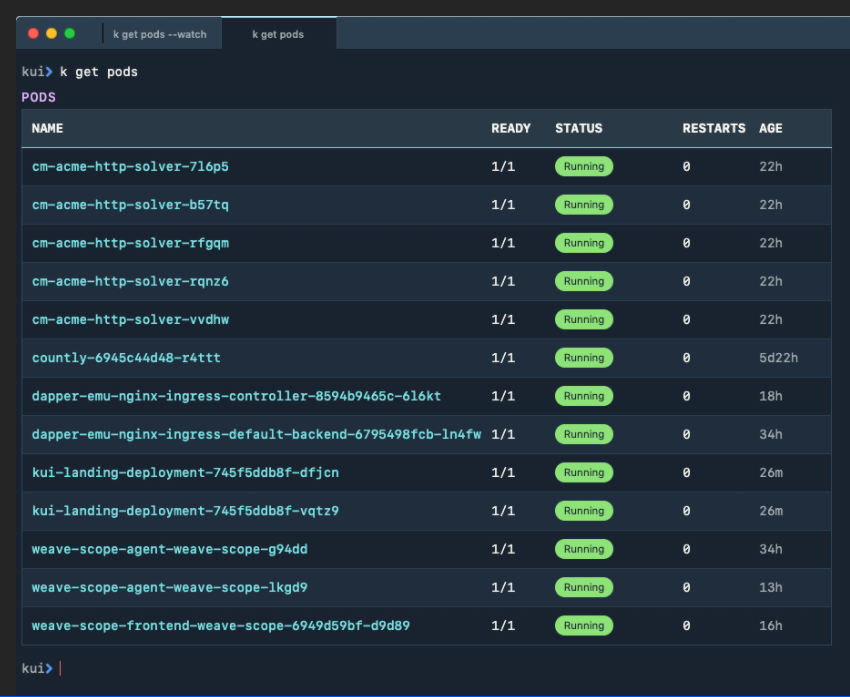 k get pods --watch k get pods
kui> k get pods
PODS
NAME READY STATUS RESTARTS AGE
cm-acme-http-solver-7l6p5 1/1 Running 0 22h
cm-acme-http-solver-b57tq 1/1 Running 0 22h
cm-acme-http-solver-rfgqm 1/1 Running 0 22h
cm-acme-http-solver-rqnz6 1/1 Running 0 22h
cm-acme-http-solver-vvdhw 1/1 Running 0 22h
countly-6945c44d48-r4ttt 1/1 Running 0 5d22h
dapper-emu-nginx-ingress-controller-8594b9465c-6l6kt 1/1 Running 0 18h
dapper-emu-nginx-ingress-default-backend-6795498fcb-ln4fw 1/1 Running 0 34h
kui-landing-deployment-745f5ddb8f-dfjcn 1/1 Running 0 26m
kui-landing-deployment-745f5ddb8f-vqtz9 1/1 Running 0 26m
weave-scope-agent-weave-scope-g94dd 1/1 Running 0 34h
weave-scope-agent-weave-scope-lkgd9 1/1 Running 0 13h
weave-scope-frontend-weave-scope-6949d59bf-d9d89 1/1 Running 0 16h
kui>